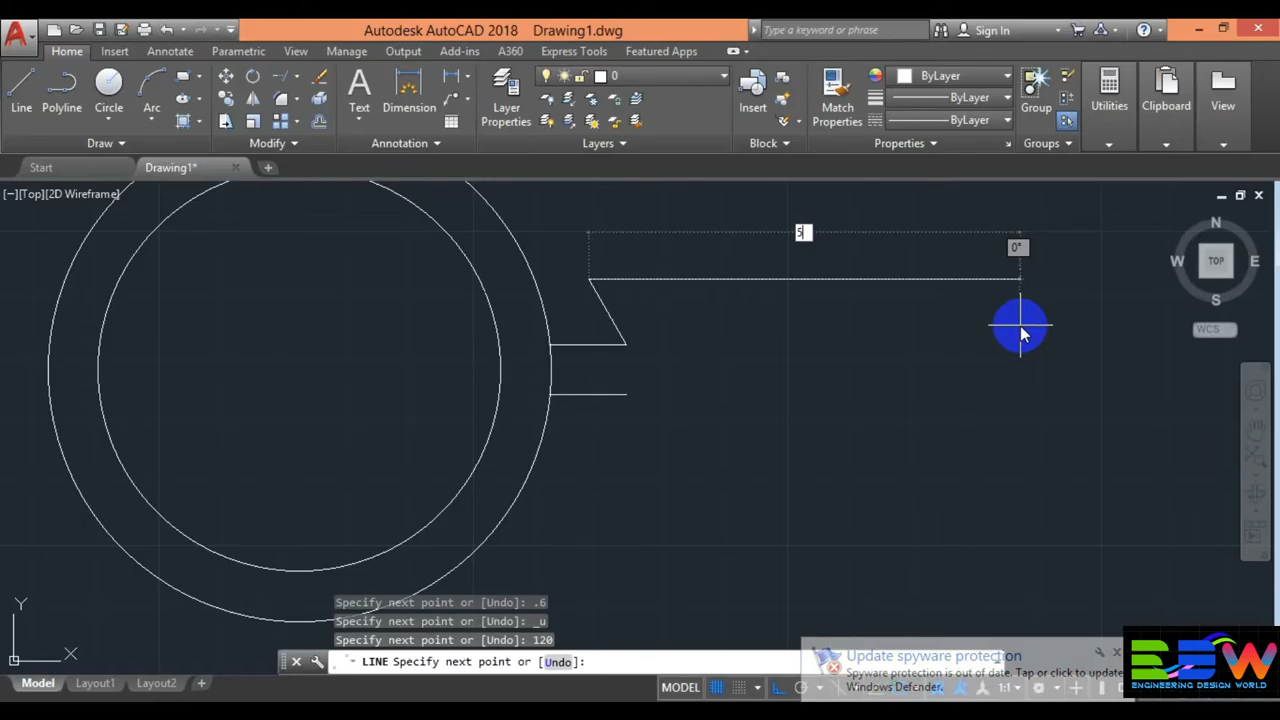 Autodesk AutoCAD 2018 Drawing1.dwg
Type a keyword or phrase
Sign In
Home Insert Annotate Parametric View Manage Output Add-ins A360 Express Tools Featured Apps
0
ByLayer
ByLayer
ByLayer
Line Polyline Circle Arc
Text Dimension
Layer Properties
Insert
Match Properties
Group
Utilities
Clipboard
View
Draw Modify Annotation Layers Block Properties Groups
Start Drawing1* +
[−][Top][2D Wireframe]
N
W TOP E
S
WCS
5
0°
Specify next point or [Undo]: .6
Specify next point or [Undo]: _u
Specify next point or [Undo]: 120
LINE Specify next point or [Undo]:
Y
X
Update spyware protection
Spyware protection is out of date. Tap or click to update
Windows Defender.
Model Layout1 Layout2 +
MODEL
1:1
EDW
ENGINEERING DESIGN WORLD